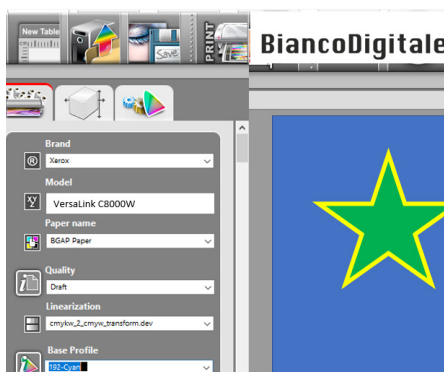 New Table
Save
PRINT
BiancoDigitale
Brand
Xerox
Model
VersaLink C8000W
Paper name
BGAP Paper
Quality
Draft
Linearization
cmykw_2_cmyw_transform.dev
Base Profile
192-Cyan